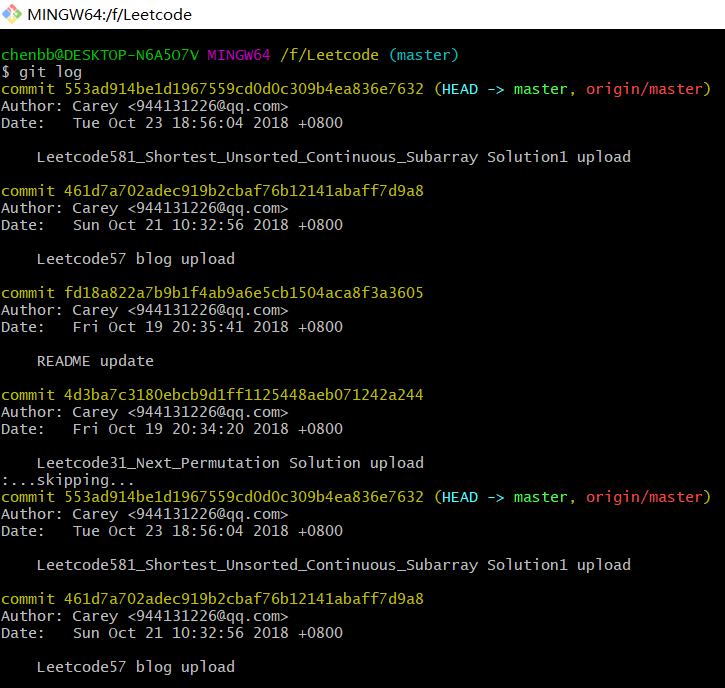 MINGW64:/f/Leetcode
chenbb@DESKTOP-N6A5O7V MINGW64 /f/Leetcode (master)
$ git log
commit 553ad914be1d1967559cd0d0c309b4ea836e7632 (HEAD -> master, origin/master)
Author: Carey <944131226@qq.com>
Date:   Tue Oct 23 18:56:04 2018 +0800
    Leetcode581_Shortest_Unsorted_Continuous_Subarray Solution1 upload
commit 461d7a702adec919b2cbaf76b12141abaff7d9a8
Author: Carey <944131226@qq.com>
Date:   Sun Oct 21 10:32:56 2018 +0800
    Leetcode57 blog upload
commit fd18a822a7b9b1f4ab9a6e5cb1504aca8f3a3605
Author: Carey <944131226@qq.com>
Date:   Fri Oct 19 20:35:41 2018 +0800
    README update
commit 4d3ba7c3180ebcb9d1ff1125448aeb071242a244
Author: Carey <944131226@qq.com>
Date:   Fri Oct 19 20:34:20 2018 +0800
    Leetcode31_Next_Permutation Solution upload
:...skipping...
commit 553ad914be1d1967559cd0d0c309b4ea836e7632 (HEAD -> master, origin/master)
Author: Carey <944131226@qq.com>
Date:   Tue Oct 23 18:56:04 2018 +0800
    Leetcode581_Shortest_Unsorted_Continuous_Subarray Solution1 upload
commit 461d7a702adec919b2cbaf76b12141abaff7d9a8
Author: Carey <944131226@qq.com>
Date:   Sun Oct 21 10:32:56 2018 +0800
    Leetcode57 blog upload